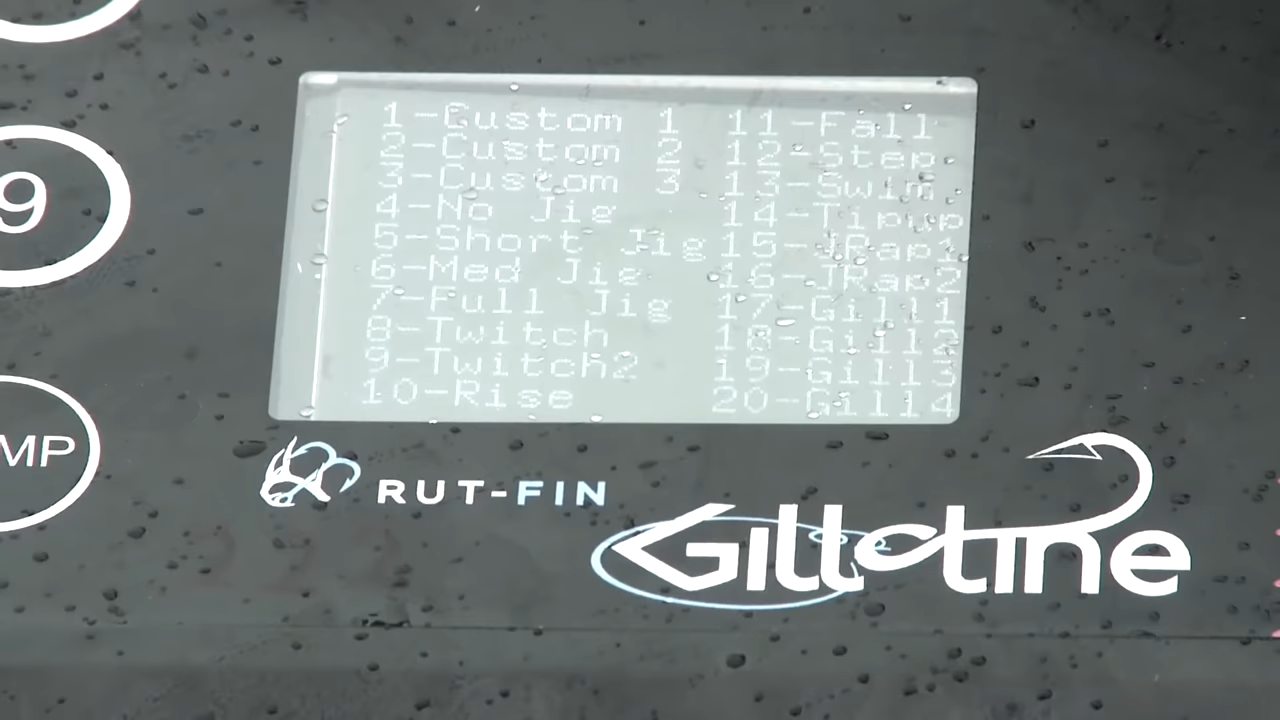 1-Custom 1 11-Fall
2-Custom 2 12-Step
3-Custom 3 13-Swim
4-No Jig 14-Tipup
5-Short Jig 15-JRap1
6-Med Jig 16-JRap2
7-Full Jig 17-Gill1
8-Twitch 18-Gill2
9-Twitch2 19-Gill3
10-Rise 20-Gill4
9
MP
RUT-FIN
Gillotine